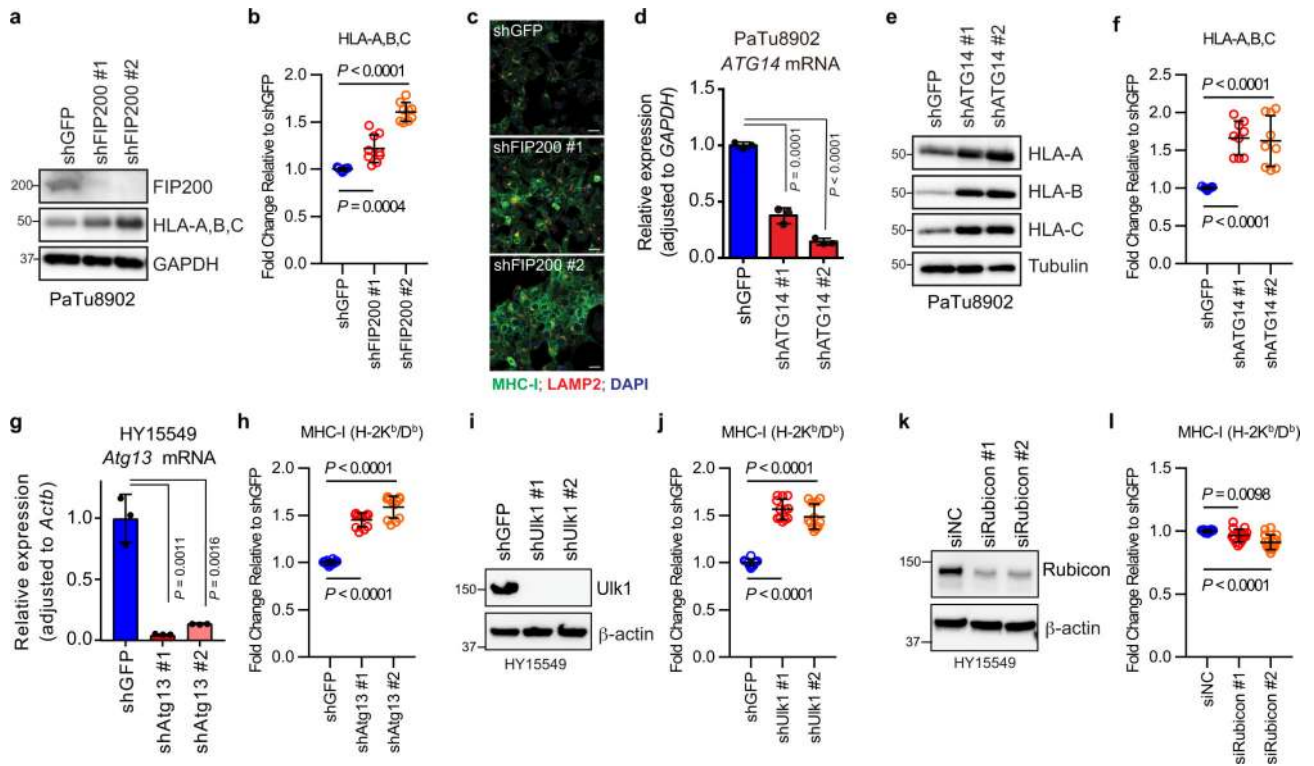 a
shGFP
shFIP200 #1
shFIP200 #2
200
FIP200
50
HLA-A,B,C
37
GAPDH
PaTu8902
b
HLA-A,B,C
Fold Change Relative to shGFP
2.0
1.5
1.0
0.5
0.0
P < 0.0001
P = 0.0004
shGFP
shFIP200 #1
shFIP200 #2
c
shGFP
shFIP200 #1
shFIP200 #2
MHC-I; LAMP2; DAPI
d
PaTu8902
ATG14 mRNA
Relative expression
(adjusted to GAPDH)
1.5
1.0
0.5
0.0
P = 0.0001
P < 0.0001
shGFP
shATG14 #1
shATG14 #2
e
shGFP
shATG14 #1
shATG14 #2
50
HLA-A
50
HLA-B
50
HLA-C
50
Tubulin
PaTu8902
f
HLA-A,B,C
Fold Change Relative to shGFP
2.5
2.0
1.5
1.0
0.5
0.0
P < 0.0001
P < 0.0001
shGFP
shATG14 #1
shATG14 #2
g
HY15549
Atg13 mRNA
Relative expression
(adjusted to Actb)
1.0
0.5
0.0
P = 0.0011
P = 0.0016
shGFP
shAtg13 #1
shAtg13 #2
h
MHC-I (H-2Kᵇ/Dᵇ)
Fold Change Relative to shGFP
2.0
1.5
1.0
0.5
0.0
P < 0.0001
P < 0.0001
shGFP
shAtg13 #1
shAtg13 #2
i
shGFP
shUlk1 #1
shUlk1 #2
150
Ulk1
37
β-actin
HY15549
j
MHC-I (H-2Kᵇ/Dᵇ)
Fold Change Relative to shGFP
2.0
1.5
1.0
0.5
0.0
P < 0.0001
P < 0.0001
shGFP
shUlk1 #1
shUlk1 #2
k
siNC
siRubicon #1
siRubicon #2
150
Rubicon
37
β-actin
HY15549
l
MHC-I (H-2Kᵇ/Dᵇ)
Fold Change Relative to shGFP
1.5
1.0
0.5
0.0
P = 0.0098
P < 0.0001
siNC
siRubicon #1
siRubicon #2